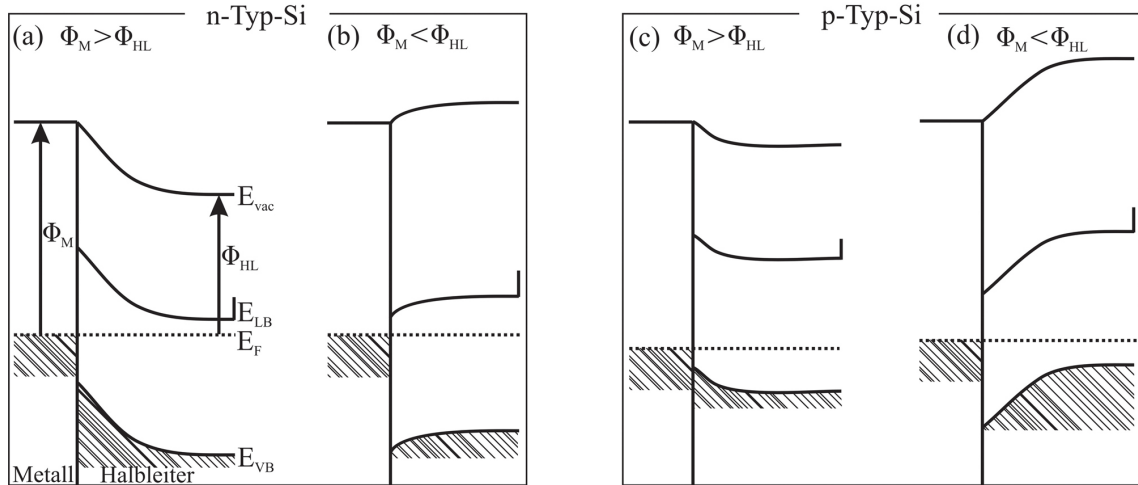 n-Typ-Si
(a) Φ_M > Φ_HL
(b) Φ_M < Φ_HL
E_vac
Φ_M
Φ_HL
E_LB
E_F
E_VB
Metall Halbleiter
p-Typ-Si
(c) Φ_M > Φ_HL
(d) Φ_M < Φ_HL